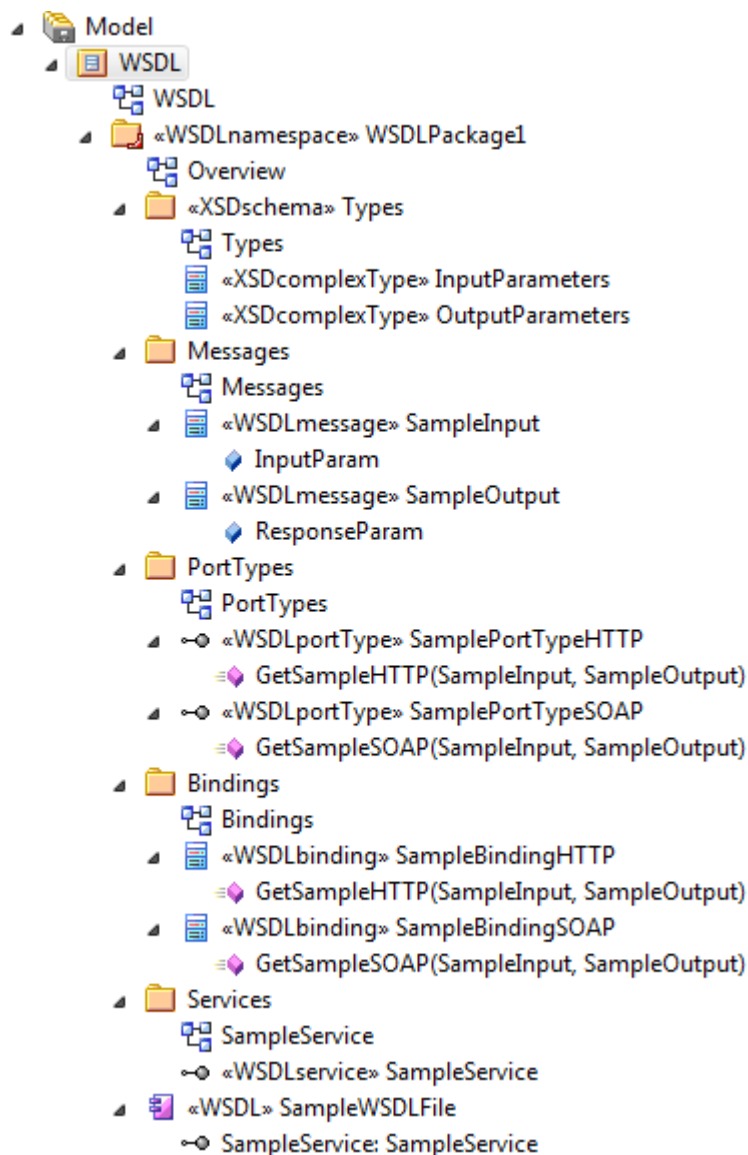 Model
WSDL
WSDL
«WSDLnamespace» WSDLPackage1
Overview
«XSDschema» Types
Types
«XSDcomplexType» InputParameters
«XSDcomplexType» OutputParameters
Messages
Messages
«WSDLmessage» SampleInput
InputParam
«WSDLmessage» SampleOutput
ResponseParam
PortTypes
PortTypes
«WSDLportType» SamplePortTypeHTTP
GetSampleHTTP(SampleInput, SampleOutput)
«WSDLportType» SamplePortTypeSOAP
GetSampleSOAP(SampleInput, SampleOutput)
Bindings
Bindings
«WSDLbinding» SampleBindingHTTP
GetSampleHTTP(SampleInput, SampleOutput)
«WSDLbinding» SampleBindingSOAP
GetSampleSOAP(SampleInput, SampleOutput)
Services
SampleService
«WSDLservice» SampleService
«WSDL» SampleWSDLFile
SampleService: SampleService